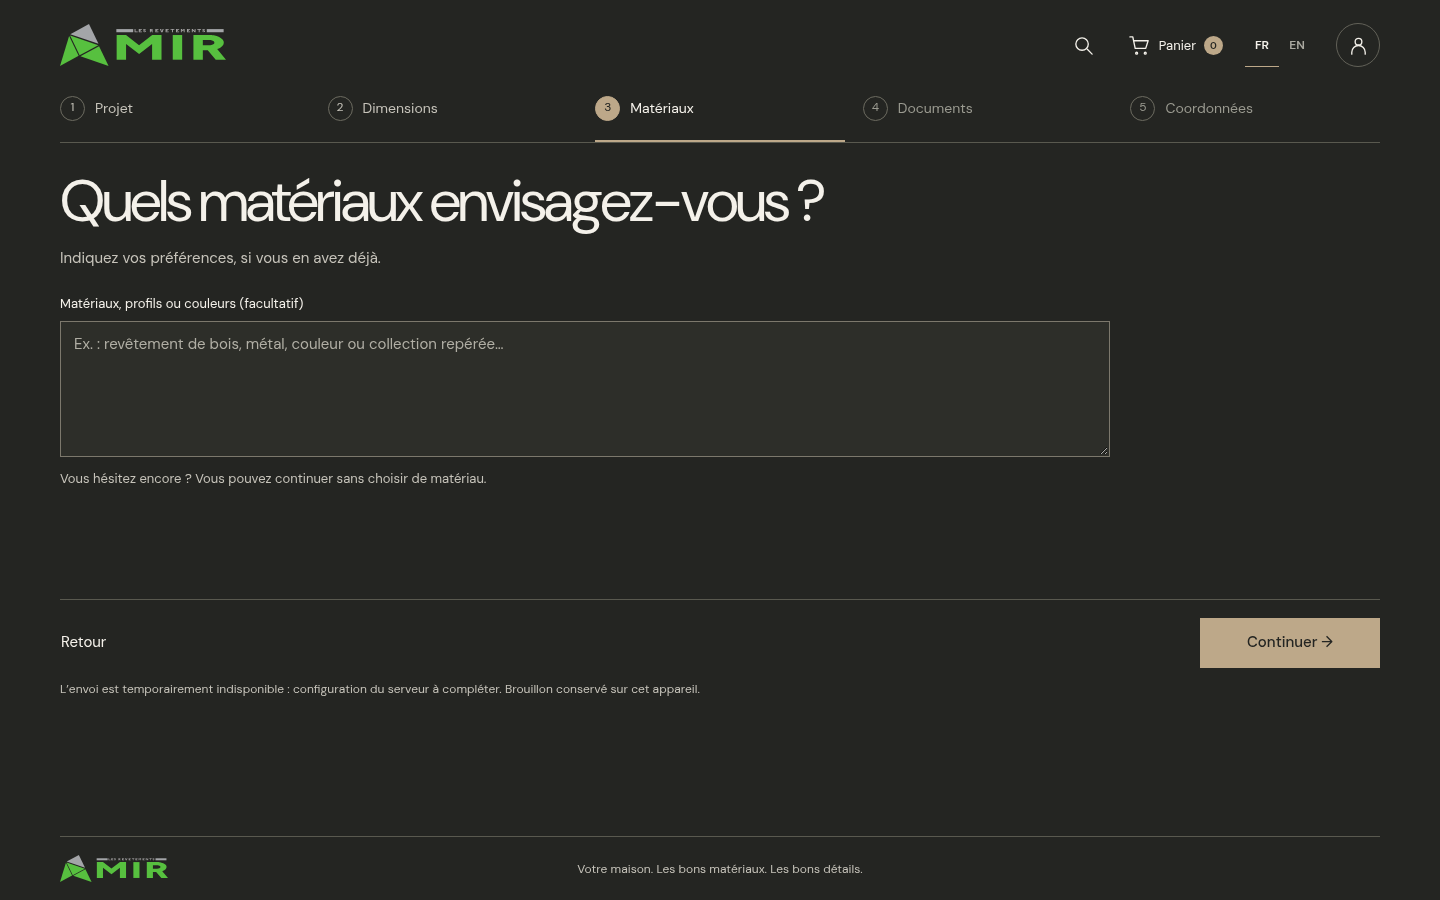 LES REVÊTEMENTS
MIR
Panier 0
FR EN
1 Projet
2 Dimensions
3 Matériaux
4 Documents
5 Coordonnées
Quels matériaux envisagez-vous ?
Indiquez vos préférences, si vous en avez déjà.
Matériaux, profils ou couleurs (facultatif)
Ex. : revêtement de bois, métal, couleur ou collection repérée…
Vous hésitez encore ? Vous pouvez continuer sans choisir de matériau.
Retour
Continuer →
L’envoi est temporairement indisponible : configuration du serveur à compléter. Brouillon conservé sur cet appareil.
LES REVÊTEMENTS
MIR
Votre maison. Les bons matériaux. Les bons détails.